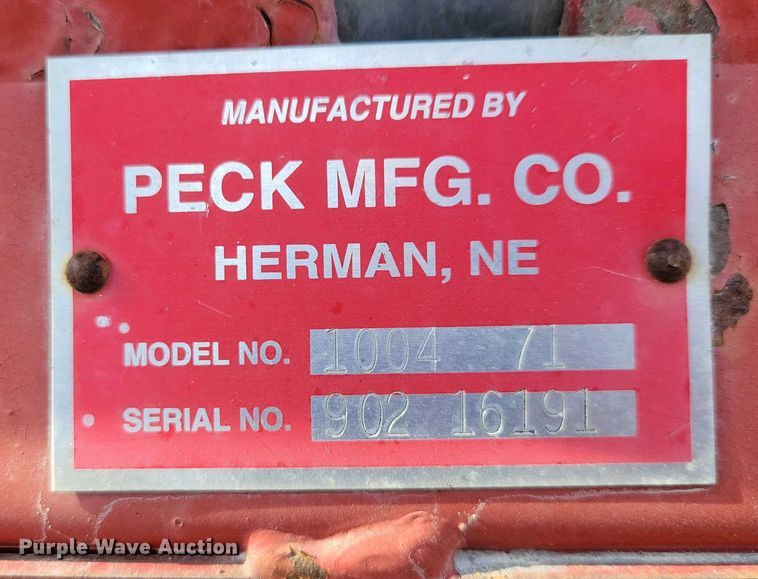 MANUFACTURED BY
PECK MFG. CO.
HERMAN, NE
MODEL NO. 1004 71
SERIAL NO. 902 16191
Purple Wave Auction